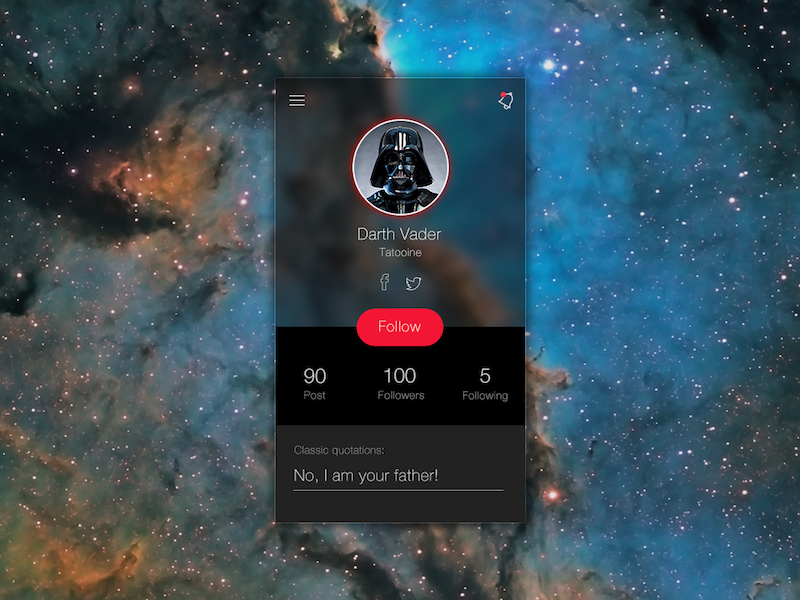 Darth Vader
Tatooine
Follow
90 100 5
Post Followers Following
Classic quotations:
No, I am your father!